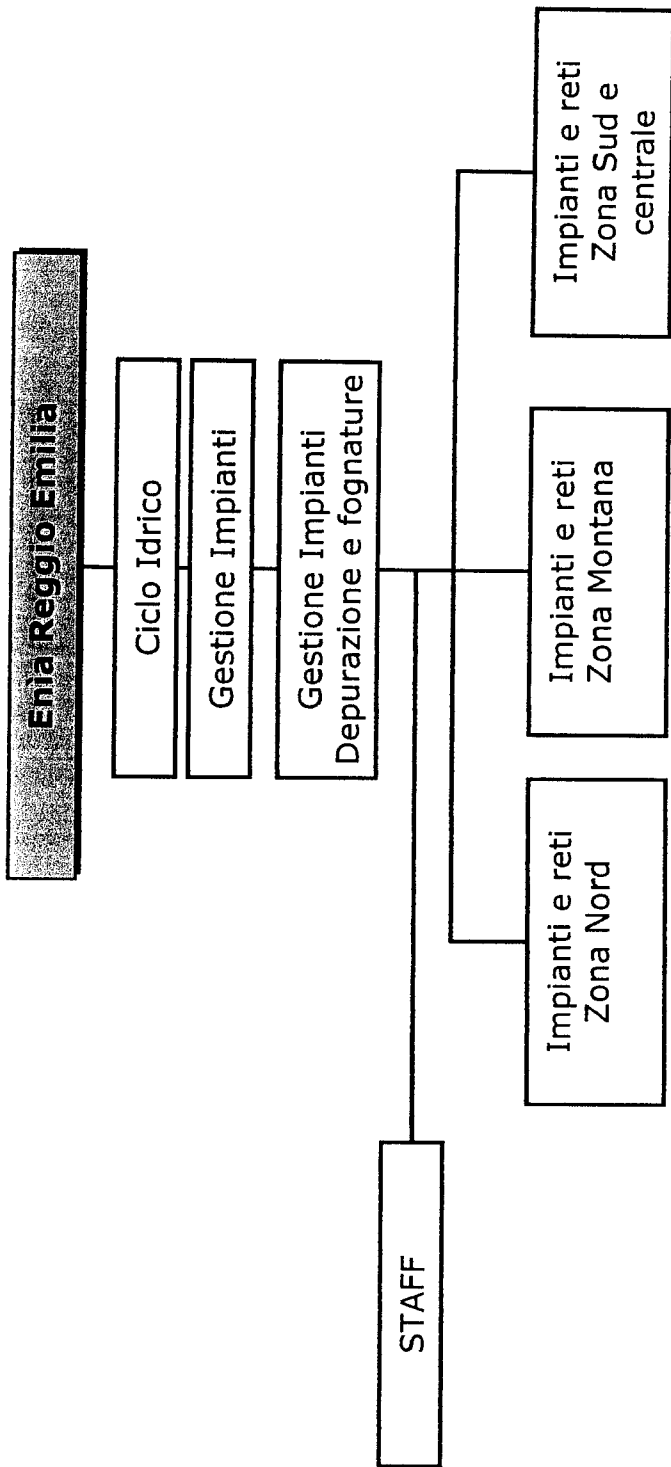 Enìa Reggio Emilia
Ciclo Idrico
Gestione Impianti
Gestione Impianti
Depurazione e fognature
STAFF
Impianti e reti
Zona Nord
Impianti e reti
Zona Montana
Impianti e reti
Zona Sud e
centrale